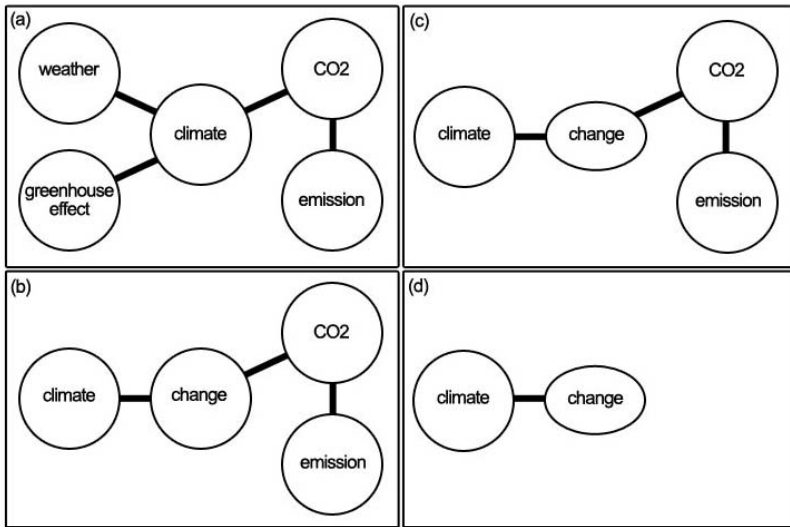 (a)
weather
CO2
climate
greenhouse
effect
emission
(b)
CO2
climate
change
emission
(c)
CO2
climate
change
emission
(d)
climate
change